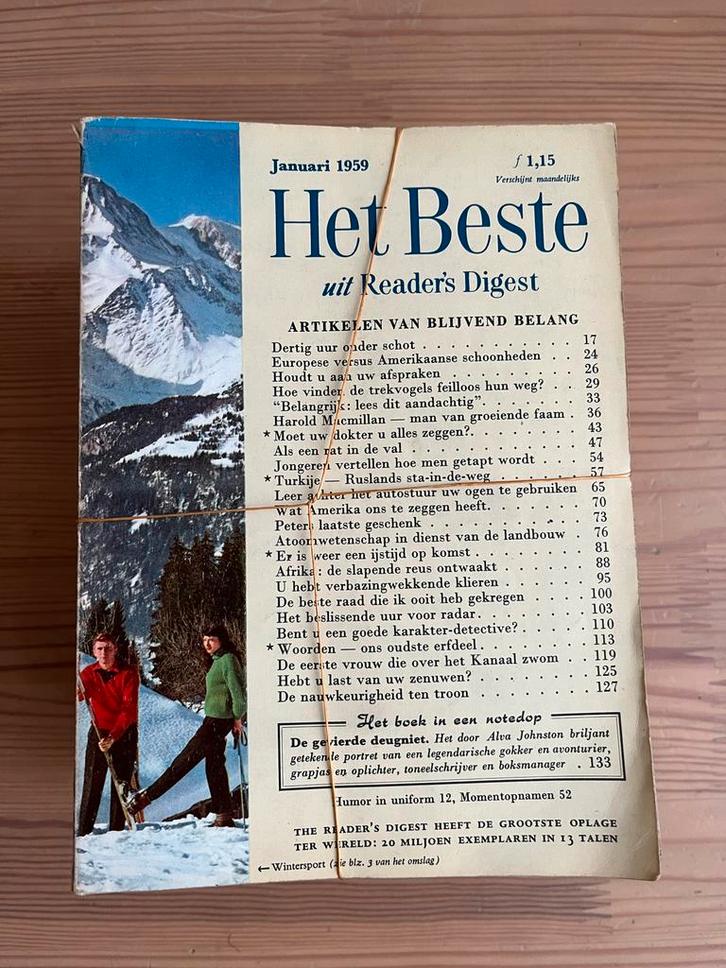 Januari 1959
f 1,15
Verschijnt maandelijks
Het Beste
uit Reader's Digest
ARTIKELEN VAN BLIJVEND BELANG
Dertig uur onder schot . . . . . . . . . . 17
Europese versus Amerikaanse schoonheden . . 24
Houdt u aan uw afspraken . . . . . . . . . 26
Hoe vinden de trekvogels feilloos hun weg? . . 29
“Belangrijk: lees dit aandachtig”. . . . . . . 33
Harold Macmillan — man van groeiende faam . 36
★ Moet uw dokter u alles zeggen?. . . . . . . 43
Als een rat in de val . . . . . . . . . . . 47
Jongeren vertellen hoe men getapt wordt . . . 54
★ Turkije — Ruslands sta-in-de-weg . . . . . . 57
Leer achter het autostuur uw ogen te gebruiken 65
Wat Amerika ons te zeggen heeft. . . . . . . 70
Peters laatste geschenk . . . . . . . . . . 73
Atoomwetenschap in dienst van de landbouw . 76
★ Er is weer een ijstijd op komst . . . . . . . 81
Afrika: de slapende reus ontwaakt . . . . . . 88
U hebt verbazingwekkende klieren . . . . . . 95
De beste raad die ik ooit heb gekregen . . . . 100
Het beslissende uur voor radar. . . . . . . . 103
Bent u een goede karakter-detective? . . . . . 110
★ Woorden — ons oudste erfdeel . . . . . . . . 113
De eerste vrouw die over het Kanaal zwom . . 119
Hebt u last van uw zenuwen? . . . . . . . . 125
De nauwkeurigheid ten troon . . . . . . . . 127
Het boek in een notedop
De gevierde deugniet. Het door Alva Johnston briljant
getekende portret van een legendarische gokker en avonturier,
grapjas en oplichter, toneelschrijver en boksmanager . 133
Humor in uniform 12, Momentopnamen 52
THE READER'S DIGEST HEEFT DE GROOTSTE OPLAGE
TER WERELD: 20 MILJOEN EXEMPLAREN IN 13 TALEN
← Wintersport (zie blz. 3 van het omslag)